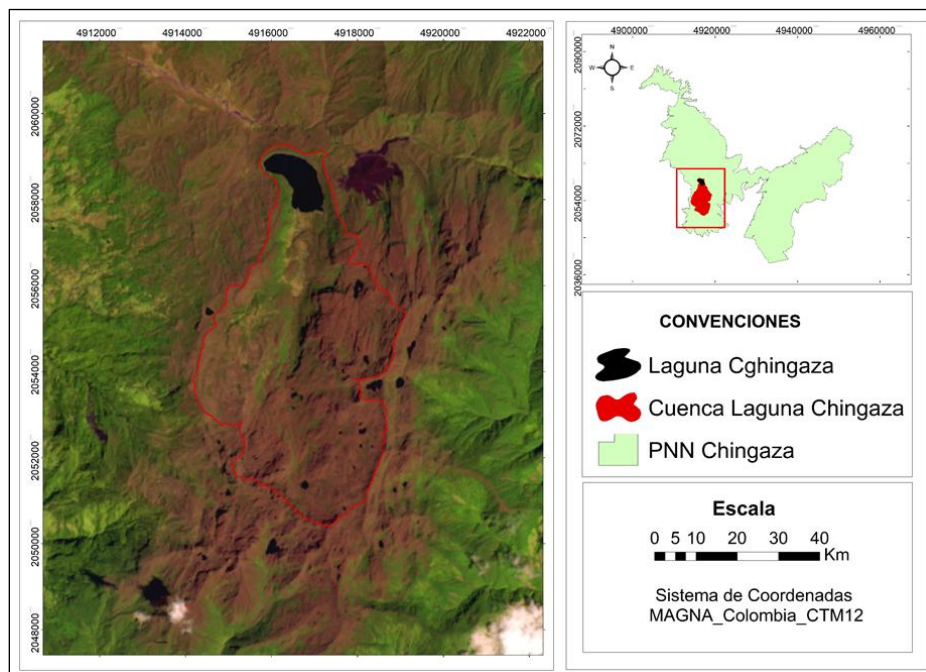 4912000 4914000 4916000 4918000 4920000 4922000
2060000
2058000
2056000
2054000
2052000
2050000
2048000
4900000 4920000 4940000 4960000
2090000
2072000
2054000
2036000
N
W E
S
CONVENCIONES
Laguna Cghingaza
Cuenca Laguna Chingaza
PNN Chingaza
Escala
0 5 10 20 30 40
Km
Sistema de Coordenadas
MAGNA_Colombia_CTM12